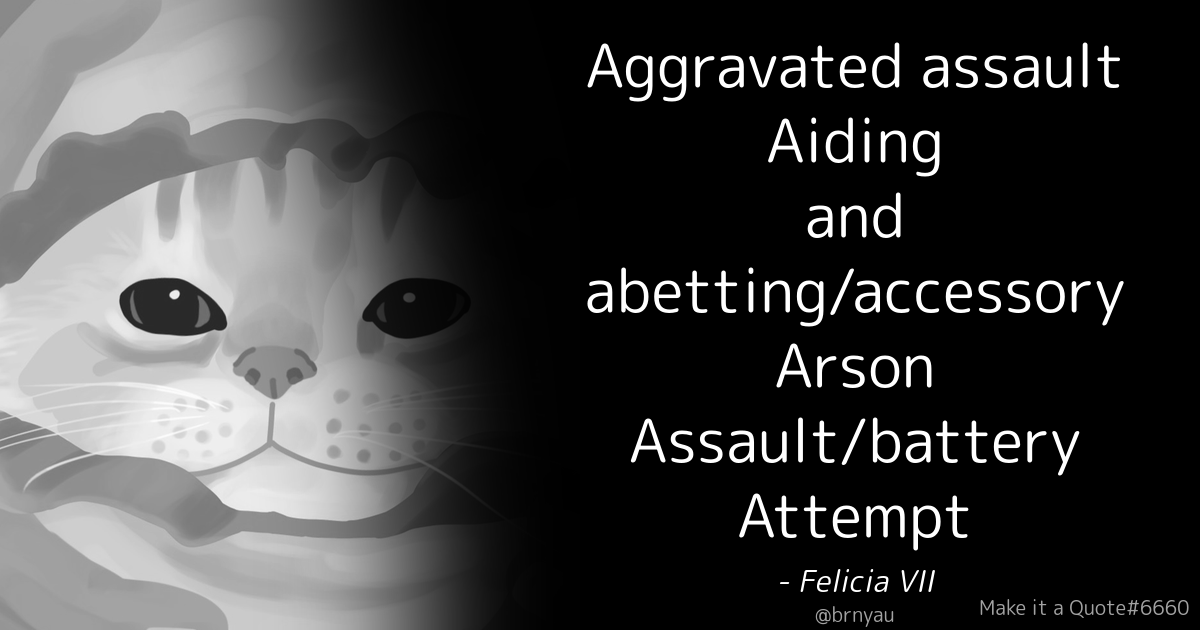 Aggravated assault
Aiding
and
abetting/accessory
Arson
Assault/battery
Attempt
- Felicia VII
@brnyau
Make it a Quote#6660